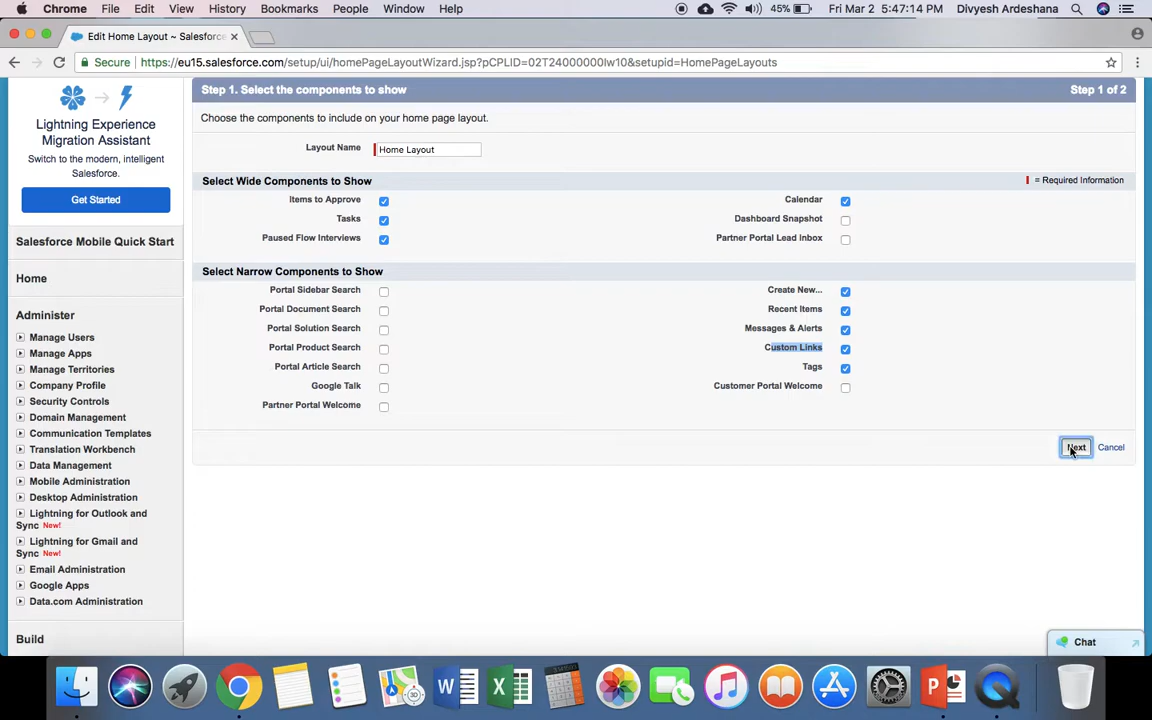 Chrome File Edit View History Bookmarks People Window Help 45% Fri Mar 2 5:47:14 PM Divyesh Ardeshana
Edit Home Layout ~ Salesforce
Secure https://eu15.salesforce.com/setup/ui/homePageLayoutWizard.jsp?pCPLID=02T24000000lw10&setupid=HomePageLayouts
Lightning Experience
Migration Assistant
Switch to the modern, intelligent
Salesforce.
Get Started
Salesforce Mobile Quick Start
Home
Administer
Manage Users
Manage Apps
Manage Territories
Company Profile
Security Controls
Domain Management
Communication Templates
Translation Workbench
Data Management
Mobile Administration
Desktop Administration
Lightning for Outlook and
Sync New!
Lightning for Gmail and
Sync New!
Email Administration
Google Apps
Data.com Administration
Build
Step 1. Select the components to show Step 1 of 2
Choose the components to include on your home page layout.
Layout Name Home Layout
Select Wide Components to Show = Required Information
Items to Approve Calendar
Tasks Dashboard Snapshot
Paused Flow Interviews Partner Portal Lead Inbox
Select Narrow Components to Show
Portal Sidebar Search Create New...
Portal Document Search Recent Items
Portal Solution Search Messages & Alerts
Portal Product Search Custom Links
Portal Article Search Tags
Google Talk Customer Portal Welcome
Partner Portal Welcome
Next Cancel
Chat